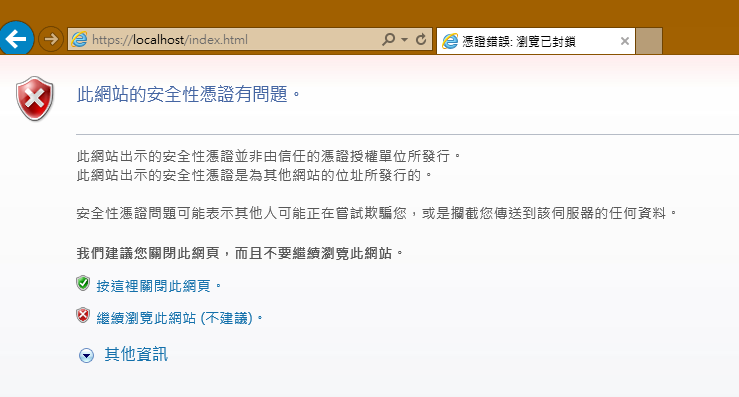 https://localhost/index.html
憑證錯誤: 瀏覽已封鎖
此網站的安全性憑證有問題。
此網站出示的安全性憑證並非由信任的憑證授權單位所發行。
此網站出示的安全性憑證是為其他網站的位址所發行的。
安全性憑證問題可能表示其他人可能正在嘗試欺騙您，或是攔截您傳送到該伺服器的任何資料。
我們建議您關閉此網頁，而且不要繼續瀏覽此網站。
按這裡關閉此網頁。
繼續瀏覽此網站 (不建議)。
其他資訊